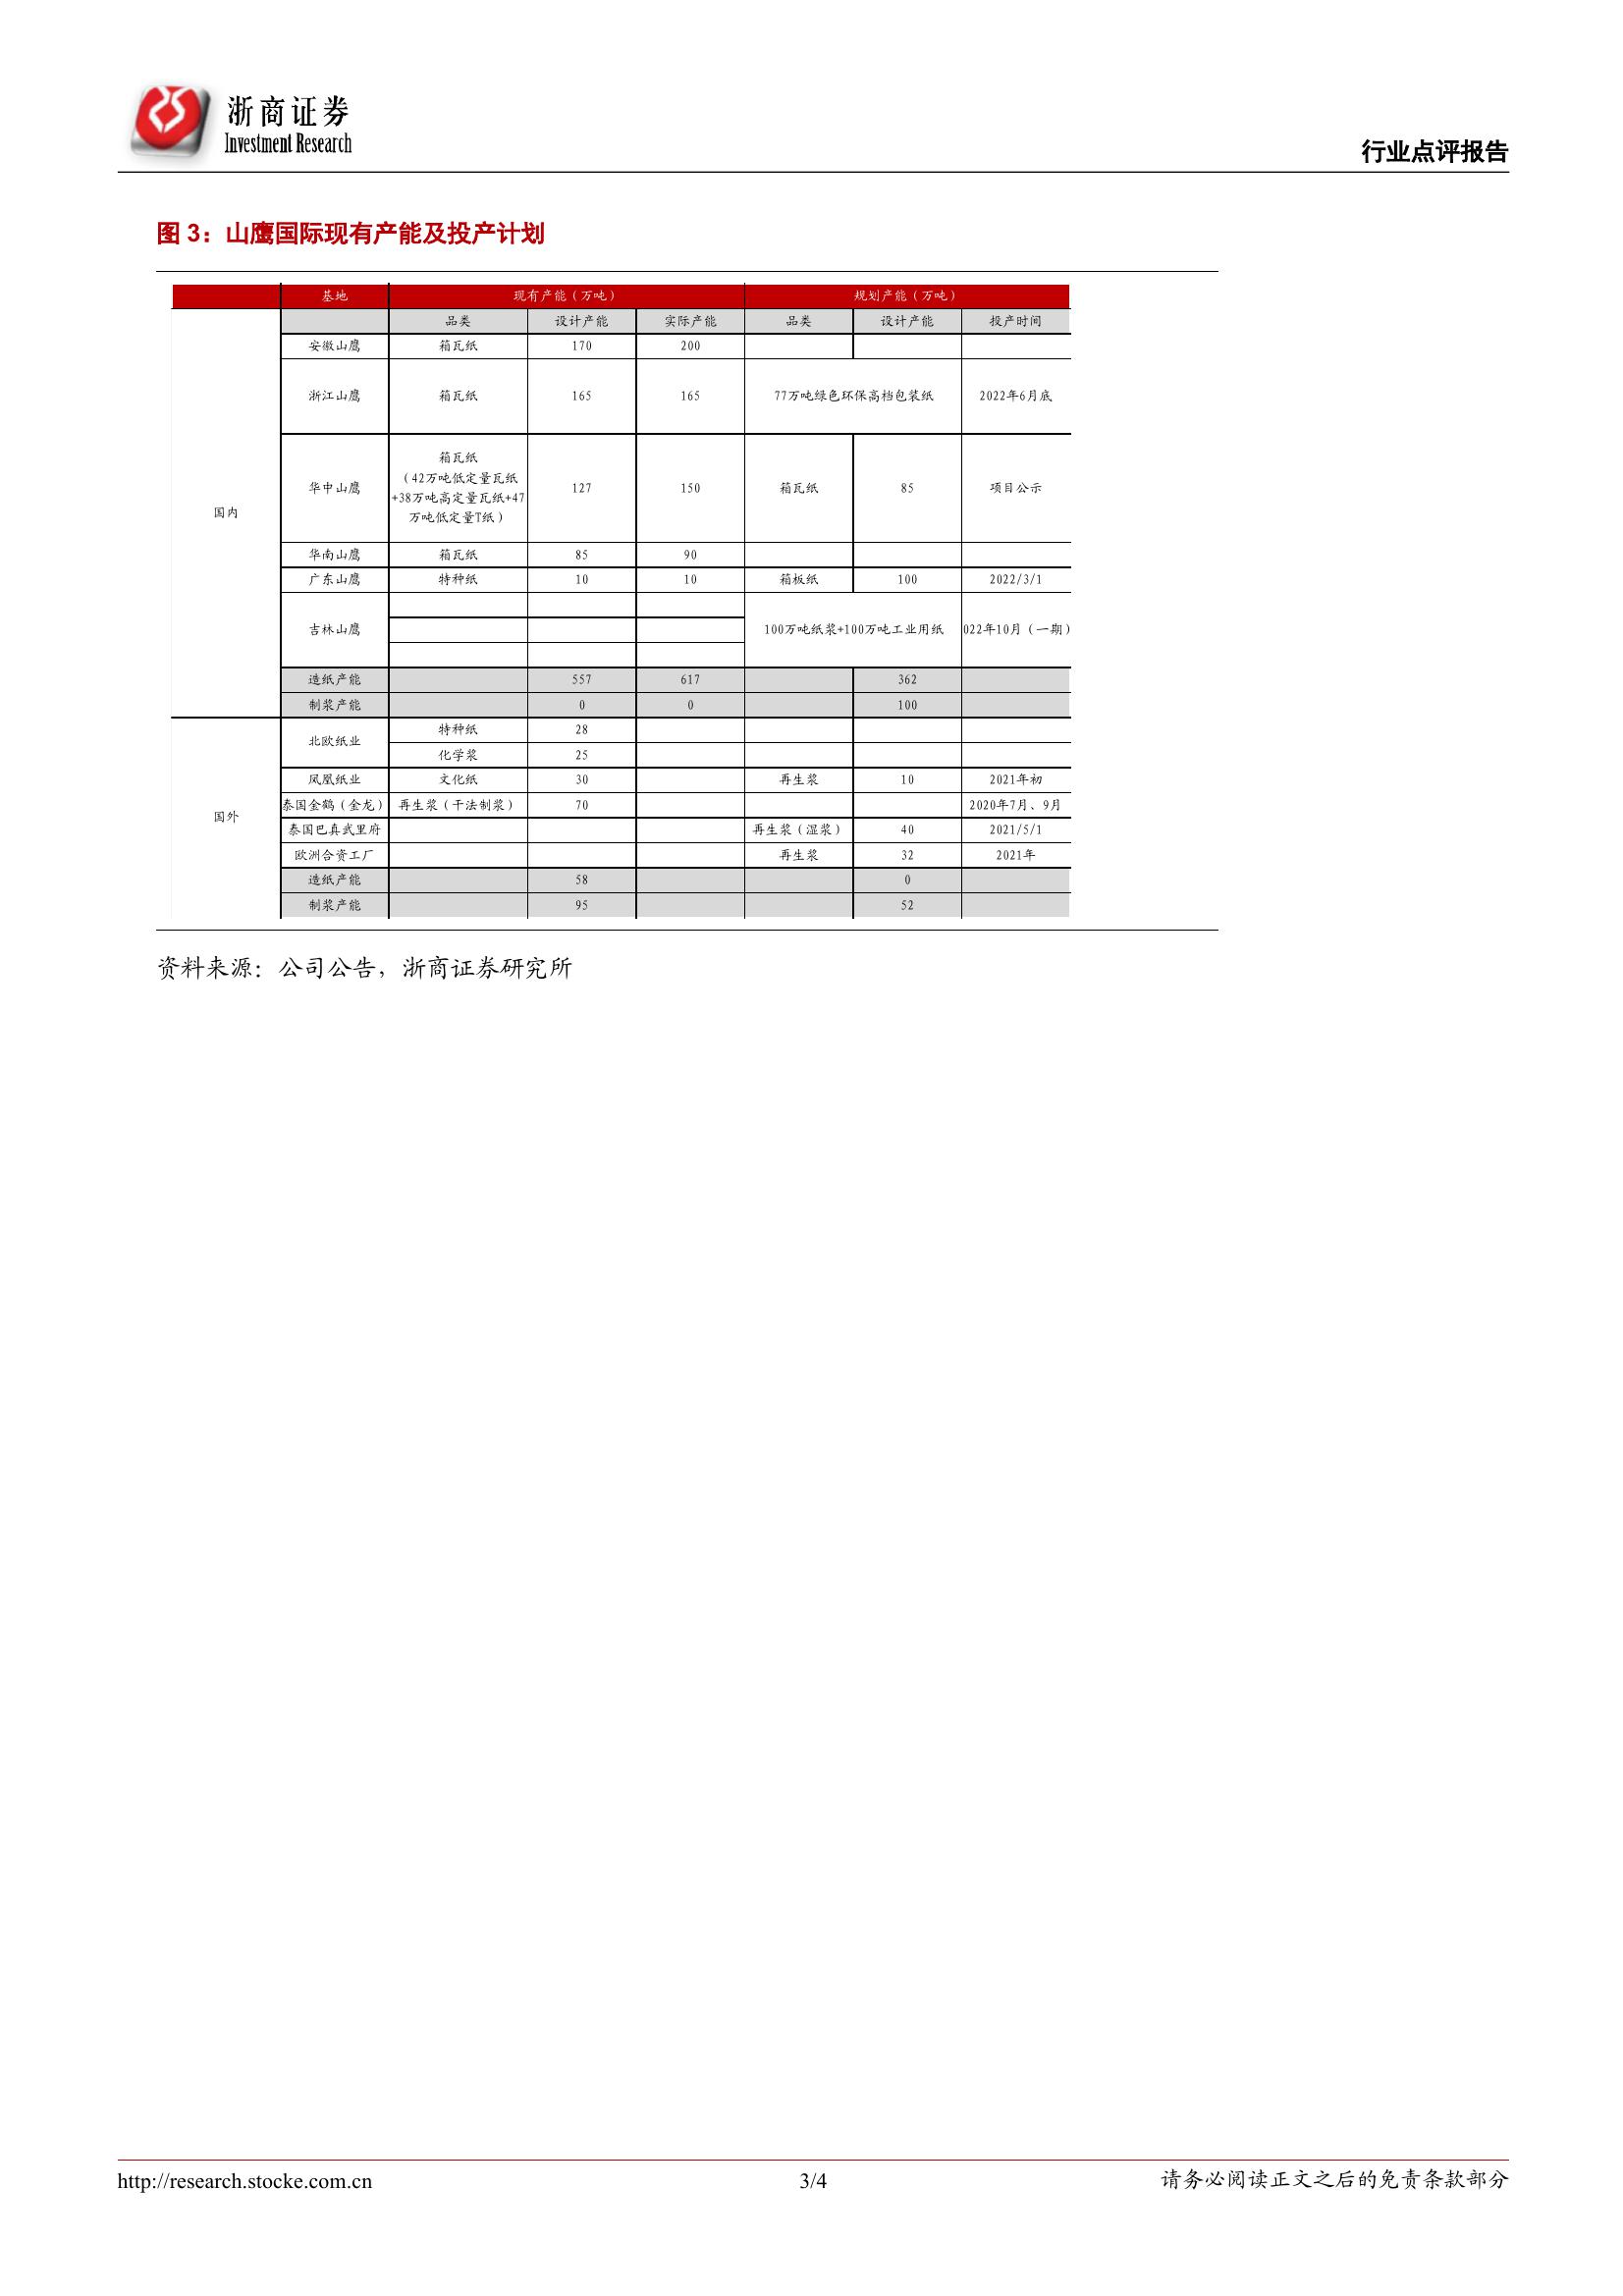 浙商证券
Investment Research
行业点评报告
图 3：山鹰国际现有产能及投产计划
基地 现有产能（万吨） 规划产能（万吨）
品类 设计产能 实际产能 品类 设计产能 投产时间
国内
安徽山鹰 箱瓦纸 170 200
浙江山鹰 箱瓦纸 165 165 77万吨绿色环保高档包装纸 2022年6月底
华中山鹰 箱瓦纸
（42万吨低定量瓦纸
+38万吨高定量瓦纸+47
万吨低定量T纸） 127 150 箱瓦纸 85 项目公示
华南山鹰 箱瓦纸 85 90
广东山鹰 特种纸 10 10 箱板纸 100 2022/3/1
吉林山鹰 100万吨纸浆+100万吨工业用纸 022年10月（一期）
造纸产能 557 617 362
制浆产能 0 0 100
国外
北欧纸业 特种纸 28
化学浆 25
凤凰纸业 文化纸 30 再生浆 10 2021年初
泰国金鹤（金龙） 再生浆（干法制浆） 70 2020年7月、9月
泰国巴真武里府 再生浆（湿浆） 40 2021/5/1
欧洲合资工厂 再生浆 32 2021年
造纸产能 58 0
制浆产能 95 52
资料来源：公司公告，浙商证券研究所
http://research.stocke.com.cn 3/4 请务必阅读正文之后的免责条款部分